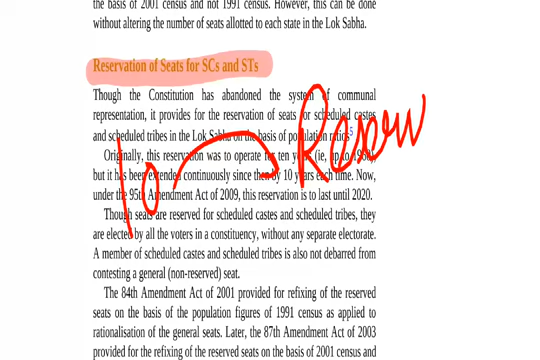 the basis of 2001 census and not 1991 census. However, this can be done
without altering the number of seats allotted to each state in the Lok Sabha.
Reservation of Seats for SCs and STs
Though the Constitution has abandoned the system of communal
representation, it provides for the reservation of seats for scheduled castes
and scheduled tribes in the Lok Sabha on the basis of population ratios5
Originally, this reservation was to operate for ten years (ie, up to 1960),
but it has been extended continuously since then by 10 years each time. Now,
under the 95th Amendment Act of 2009, this reservation is to last until 2020.
Though seats are reserved for scheduled castes and scheduled tribes, they
are elected by all the voters in a constituency, without any separate electorate.
A member of scheduled castes and scheduled tribes is also not debarred from
contesting a general (non-reserved) seat.
The 84th Amendment Act of 2001 provided for refixing of the reserved
seats on the basis of the population figures of 1991 census as applied to
rationalisation of the general seats. Later, the 87th Amendment Act of 2003
provided for the refixing of the reserved seats on the basis of 2001 census and
10